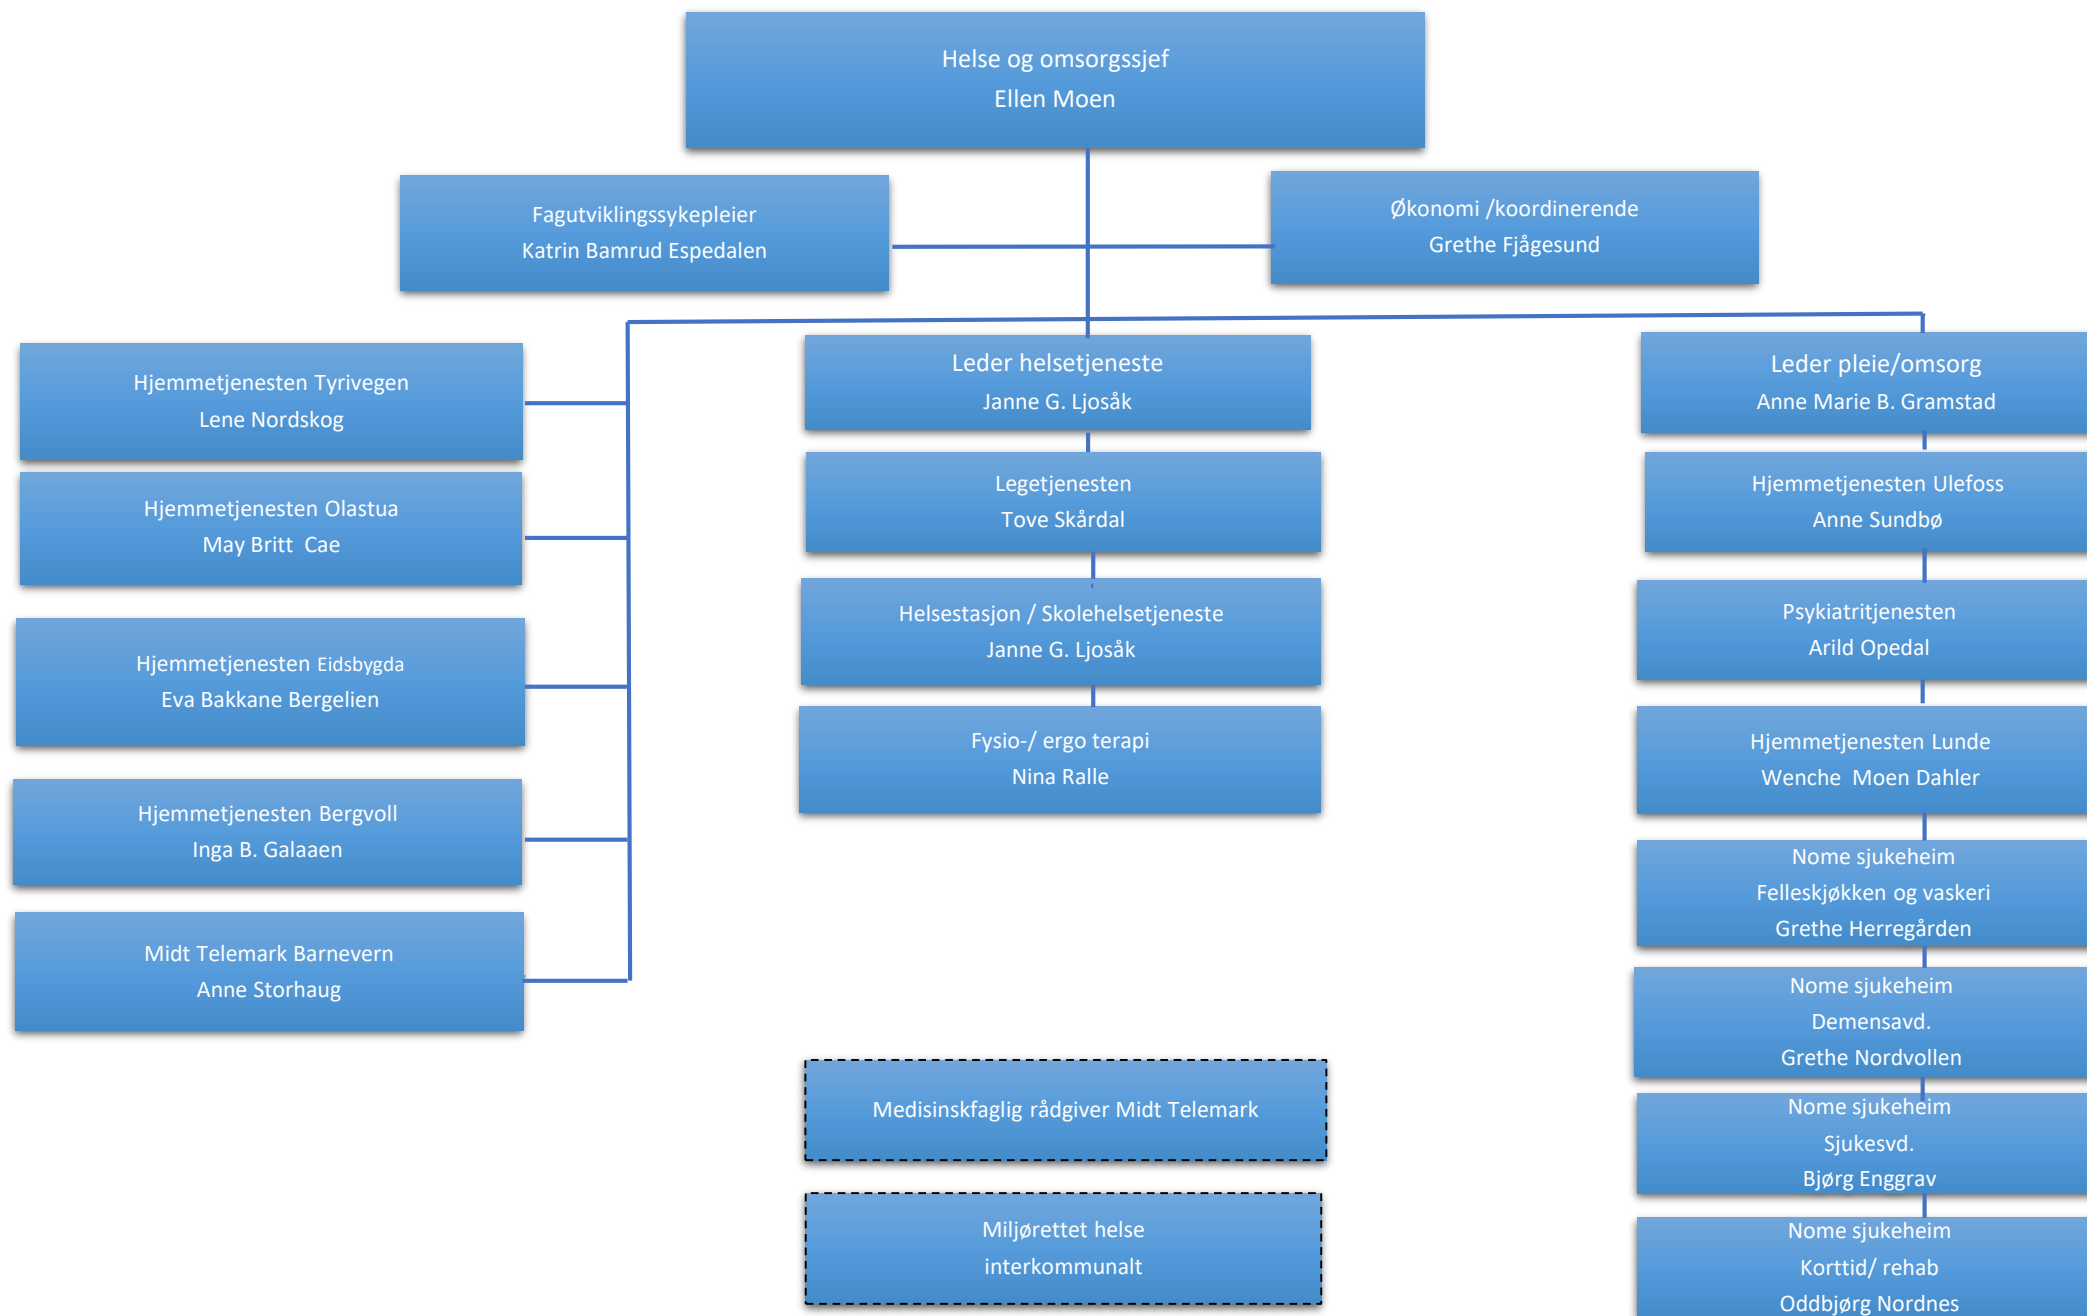 Helse og omsorgssjef
Ellen Moen
Fagutviklingssykepleier
Katrin Bamrud Espedalen
Økonomi /koordinerende
Grethe Fjågesund
Hjemmetjenesten Tyrivegen
Lene Nordskog
Hjemmetjenesten Olastua
May Britt  Cae
Hjemmetjenesten Eidsbygda
Eva Bakkane Bergelien
Hjemmetjenesten Bergvoll
Inga B. Galaaen
Midt Telemark Barnevern
Anne Storhaug
Leder helsetjeneste
Janne G. Ljosåk
Legetjenesten
Tove Skårdal
Helsestasjon / Skolehelsetjeneste
Janne G. Ljosåk
Fysio-/ ergo terapi
Nina Ralle
Medisinskfaglig rådgiver Midt Telemark
Miljørettet helse
interkommunalt
Leder pleie/omsorg
Anne Marie B. Gramstad
Hjemmetjenesten Ulefoss
Anne Sundbø
Psykiatritjenesten
Arild Opedal
Hjemmetjenesten Lunde
Wenche  Moen Dahler
Nome sjukeheim
Felleskjøkken og vaskeri
Grethe Herregården
Nome sjukeheim
Demensavd.
Grethe Nordvollen
Nome sjukeheim
Sjukesvd.
Bjørg Enggrav
Nome sjukeheim
Korttid/ rehab
Oddbjørg Nordnes